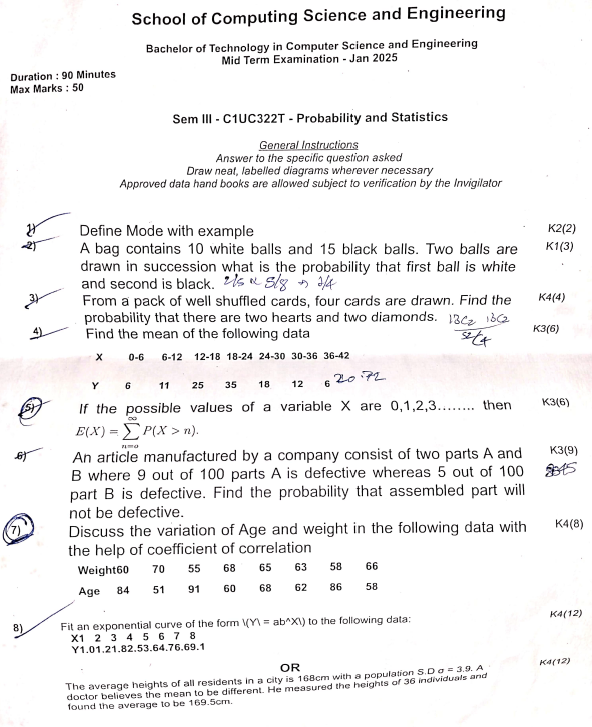 School of Computing Science and Engineering
Bachelor of Technology in Computer Science and Engineering
Mid Term Examination - Jan 2025
Duration : 90 Minutes
Max Marks : 50
Sem III - C1UC322T - Probability and Statistics
General Instructions
Answer to the specific question asked
Draw neat, labelled diagrams wherever necessary
Approved data hand books are allowed subject to verification by the Invigilator
1) Define Mode with example K2(2)
2) A bag contains 10 white balls and 15 black balls. Two balls are K1(3)
drawn in succession what is the probability that first ball is white
and second is black. 2/5 × 5/8 → 1/4
3) From a pack of well shuffled cards, four cards are drawn. Find the K4(4)
probability that there are two hearts and two diamonds. 13C2 13C2 / 52C4
4) Find the mean of the following data K3(6)
X 0-6 6-12 12-18 18-24 24-30 30-36 36-42
Y 6 11 25 35 18 12 6 20.72
5) If the possible values of a variable X are 0,1,2,3........ then K3(6)
E(X) = ∑_{n=o}^{∞} P(X > n).
6) An article manufactured by a company consist of two parts A and K3(9)
B where 9 out of 100 parts A is defective whereas 5 out of 100
part B is defective. Find the probability that assembled part will
not be defective.
7) Discuss the variation of Age and weight in the following data with K4(8)
the help of coefficient of correlation
Weight60 70 55 68 65 63 58 66
Age 84 51 91 60 68 62 86 58
8) Fit an exponential curve of the form \(Y\ = ab^X\) to the following data: K4(12)
X1 2 3 4 5 6 7 8
Y1.01.21.82.53.64.76.69.1
OR
The average heights of all residents in a city is 168cm with a population S.D σ = 3.9. A K4(12)
doctor believes the mean to be different. He measured the heights of 36 individuals and
found the average to be 169.5cm.